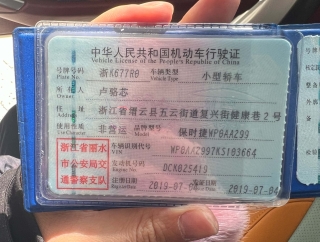 中华人民共和国机动车行驶证
Vehicle License of the People's Republic of China
号牌号码 浙K677R0 车辆类型 小型轿车
Plate No. Vehicle Type
所有人 卢骆芯
Owner
住址 浙江省缙云县五云街道复兴街健康巷2号
Address
使用性质 非营运 品牌型号 保时捷WP0AAZ99
Use Character Model
浙江省丽水
市公安局交
通警察支队
车辆识别代号 WP0AAZ997KS103664
VIN
发动机号码 DCK025419
Engine No.
注册日期 2019-07 发证日期 2019-07-04
Register Date Issue Date